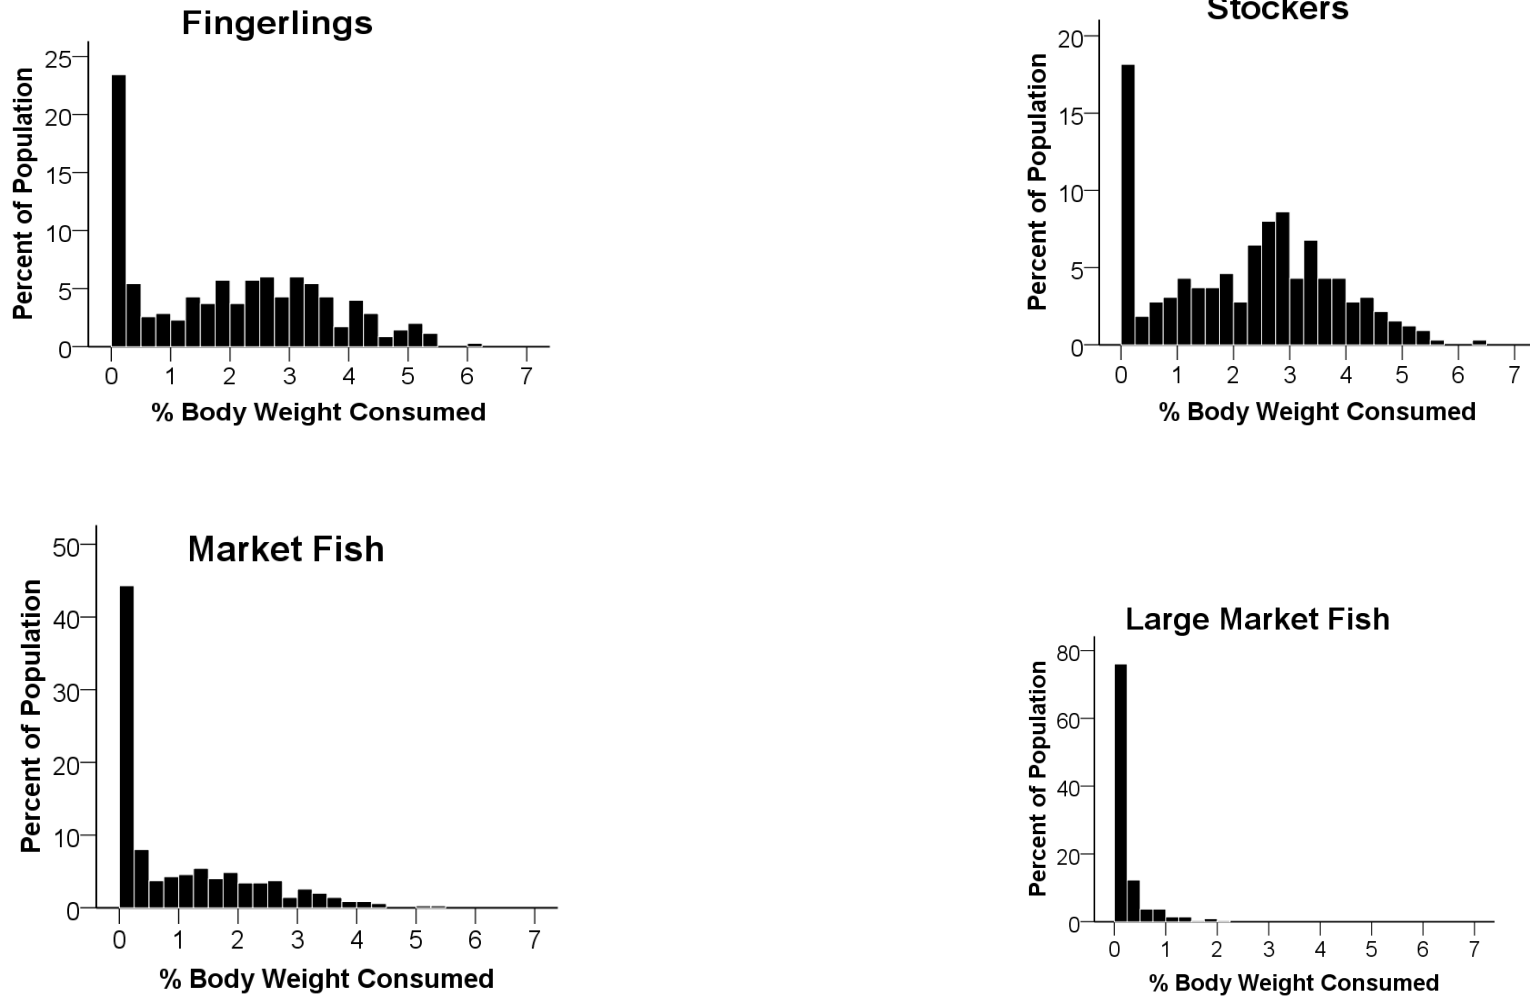 Fingerlings
Percent of Population
25
20
15
10
5
0
0 1 2 3 4 5 6 7
% Body Weight Consumed
Stockers
Percent of Population
20
15
10
5
0
0 1 2 3 4 5 6 7
% Body Weight Consumed
Market Fish
Percent of Population
50
40
30
20
10
0
0 1 2 3 4 5 6 7
% Body Weight Consumed
Large Market Fish
Percent of Population
80
60
40
20
0
0 1 2 3 4 5 6 7
% Body Weight Consumed